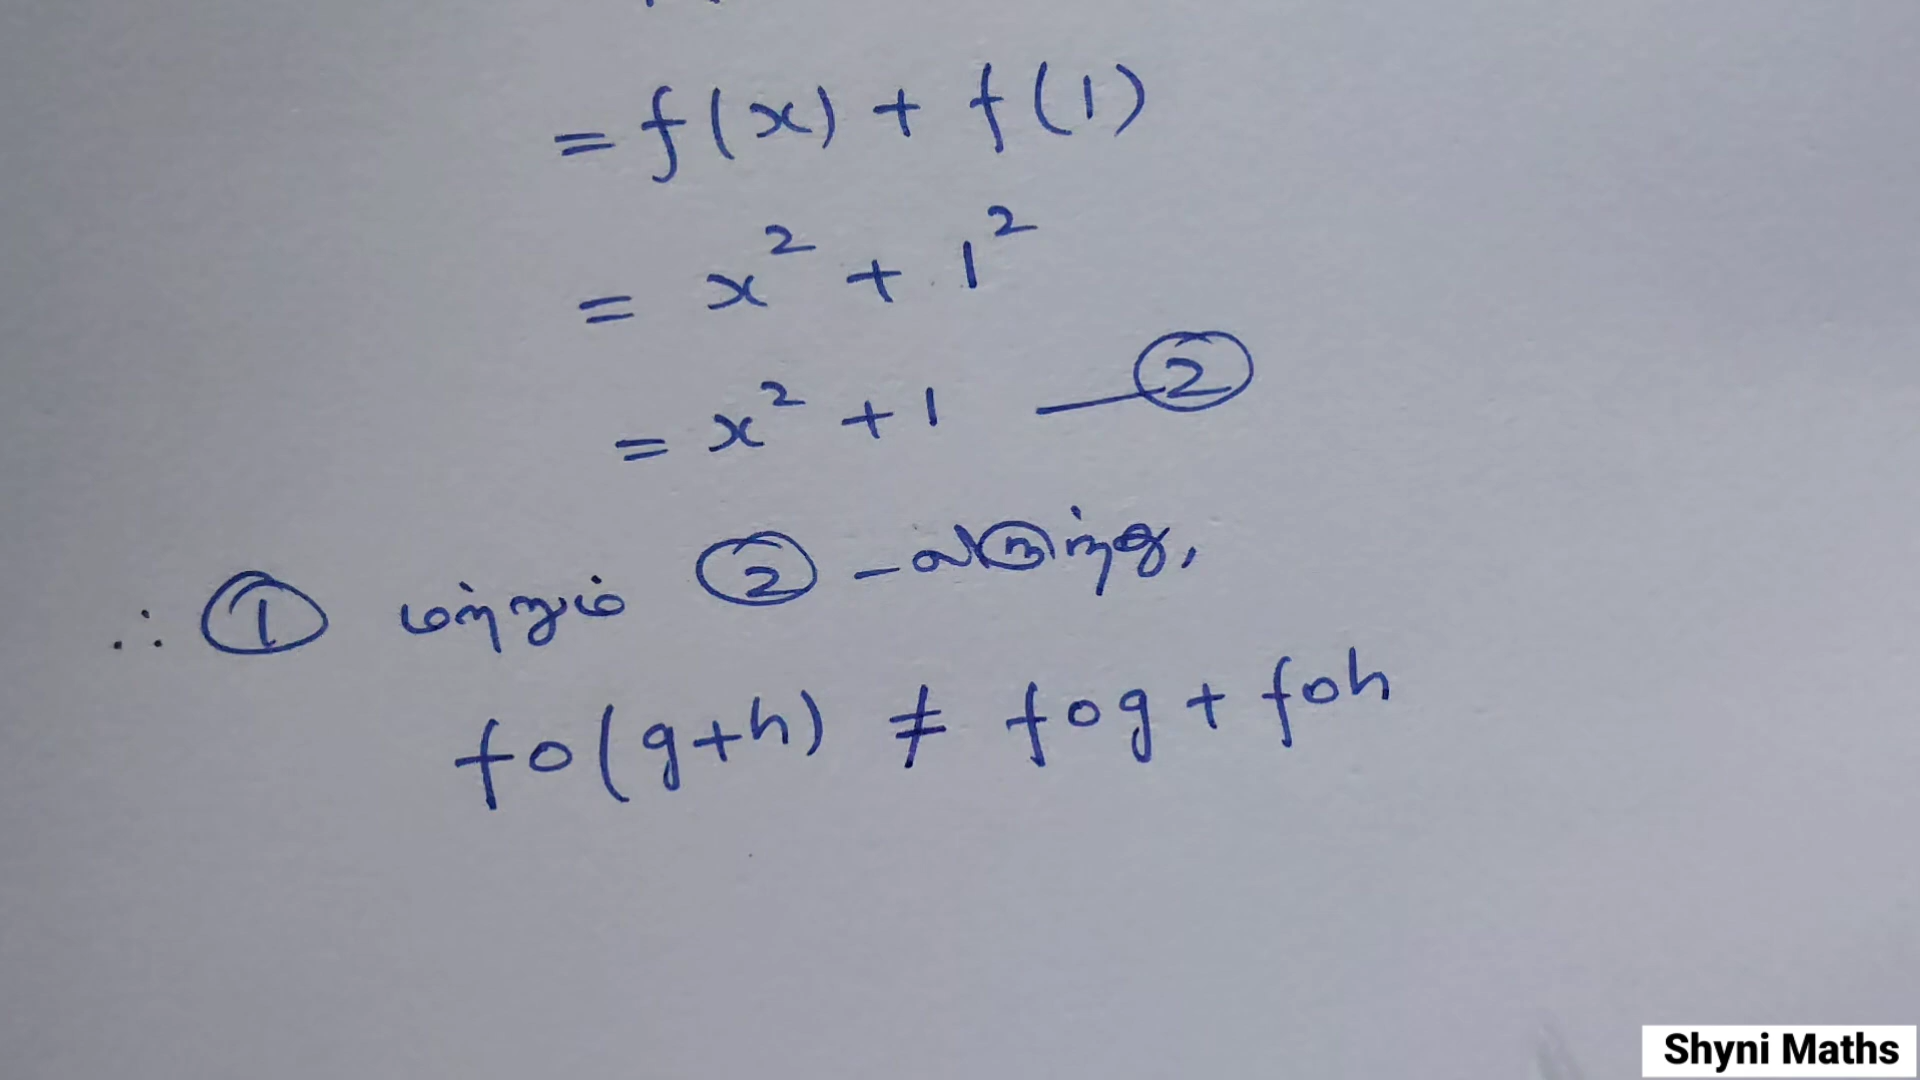 = f(x) + f(1)
= x² + 1²
= x² + 1 — ②
∴ ① மற்றும் ② -லிருந்து,
fo(g+h) ≠ fog + foh
Shyni Maths